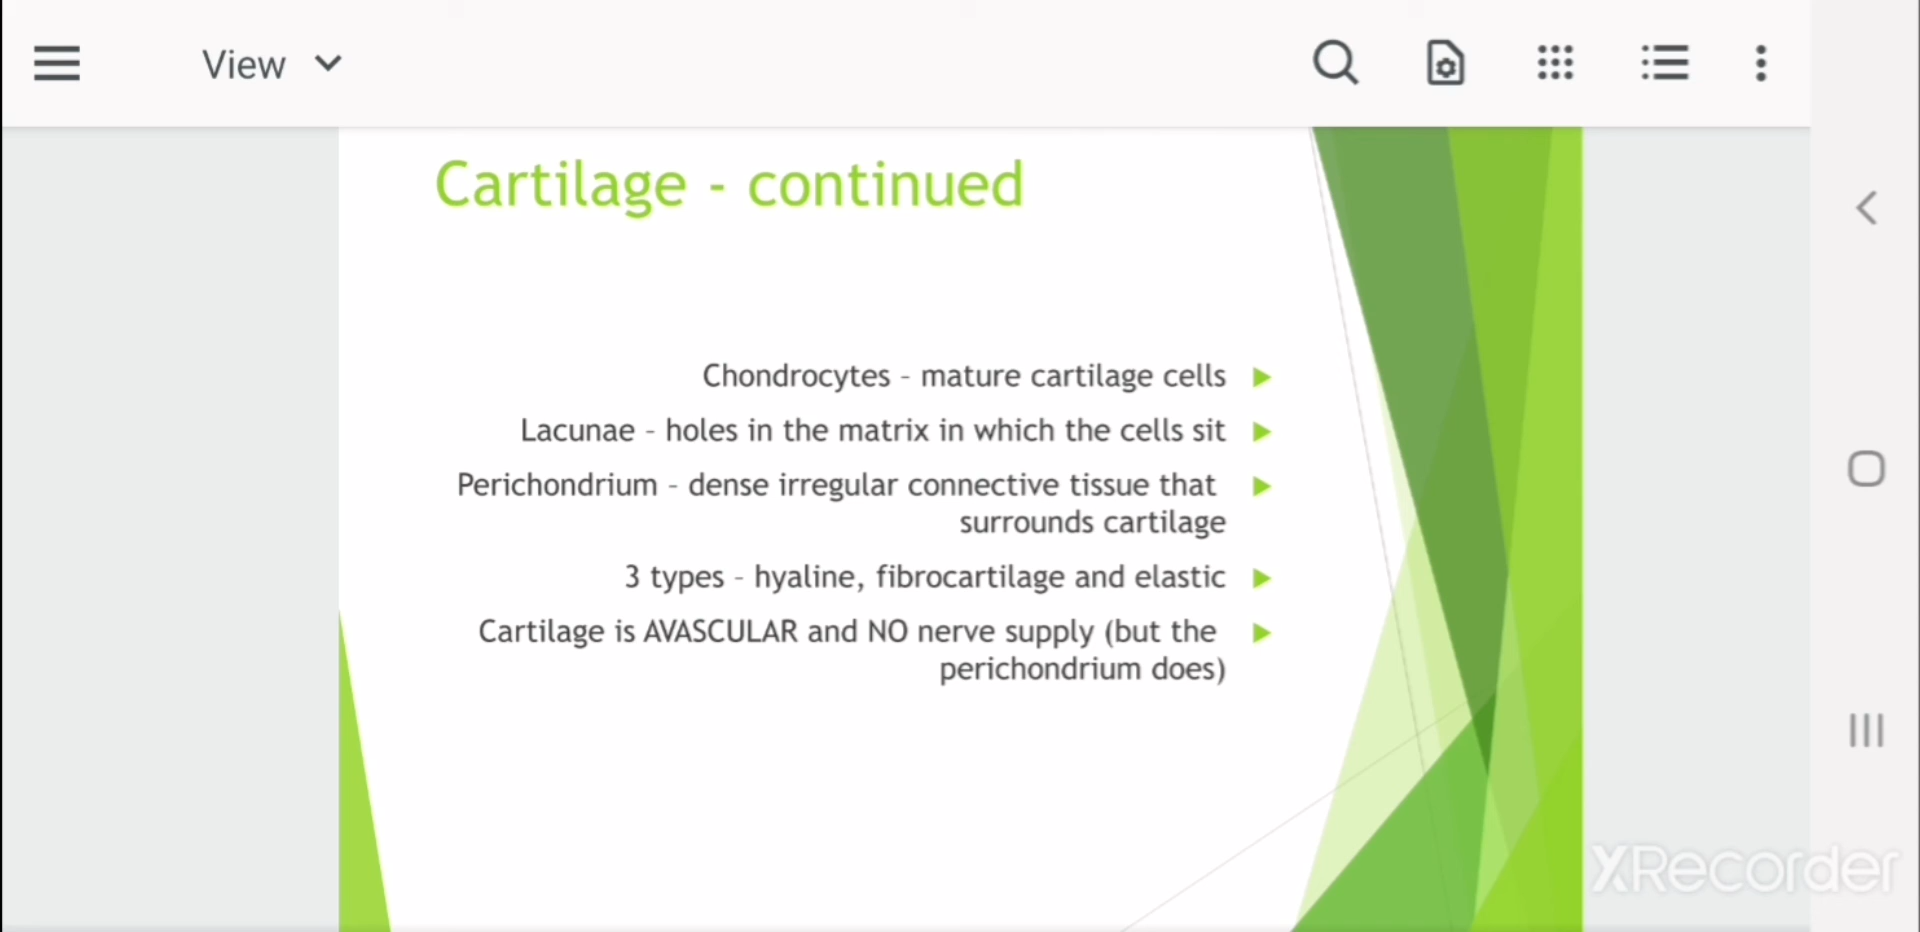 View
Cartilage - continued
Chondrocytes - mature cartilage cells
Lacunae - holes in the matrix in which the cells sit
Perichondrium - dense irregular connective tissue that
surrounds cartilage
3 types - hyaline, fibrocartilage and elastic
Cartilage is AVASCULAR and NO nerve supply (but the
perichondrium does)
XRecorder